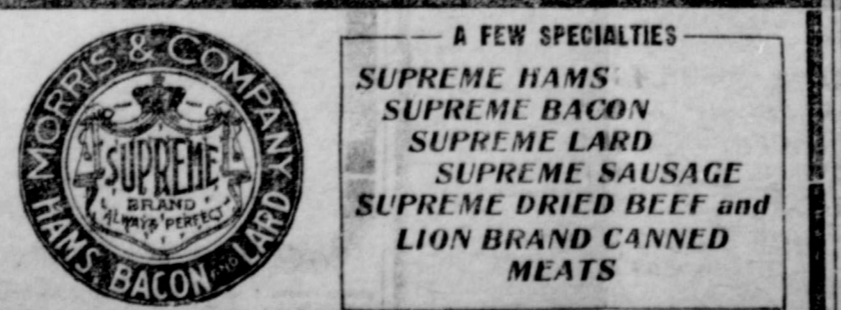 MORRIS & COMPANY
SUPREME
BRAND
ALWAYS PERFECT
HAMS, BACON AND LARD
A FEW SPECIALTIES
SUPREME HAMS
SUPREME BACON
SUPREME LARD
SUPREME SAUSAGE
SUPREME DRIED BEEF and
LION BRAND CANNED
MEATS